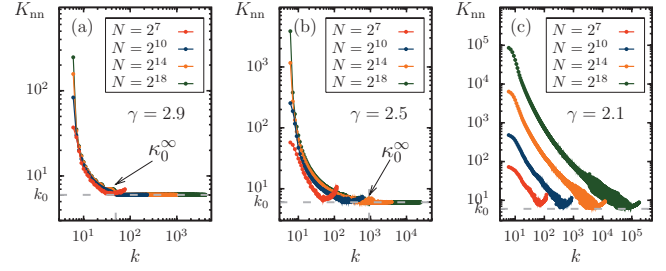 K_nn (a)
N = 2^7
N = 2^10
N = 2^14
N = 2^18
γ = 2.9
κ_0^∞
10^2
10^1
k_0
10^1 10^2 10^3
k
K_nn (b)
N = 2^7
N = 2^10
N = 2^14
N = 2^18
γ = 2.5
κ_0^∞
10^3
10^2
10^1
k_0
10^1 10^2 10^3 10^4
k
K_nn (c)
N = 2^7
N = 2^10
N = 2^14
N = 2^18
γ = 2.1
10^5
10^4
10^3
10^2
10^1
k_0
10^1 10^2 10^3 10^4 10^5
k